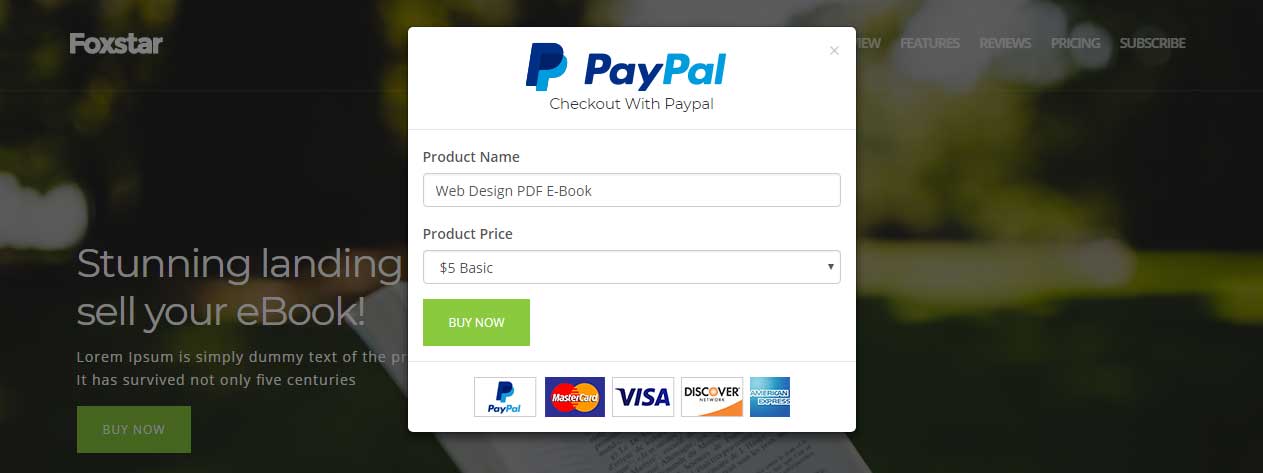 Foxstar
IEW FEATURES REVIEWS PRICING SUBSCRIBE
PayPal
Checkout With Paypal
×
Product Name
Web Design PDF E-Book
Product Price
$5 Basic
BUY NOW
PayPal MasterCard VISA DISCOVER NETWORK AMERICAN EXPRESS
Stunning landing
sell your eBook!
Lorem Ipsum is simply dummy text of the pr
It has survived not only five centuries
BUY NOW